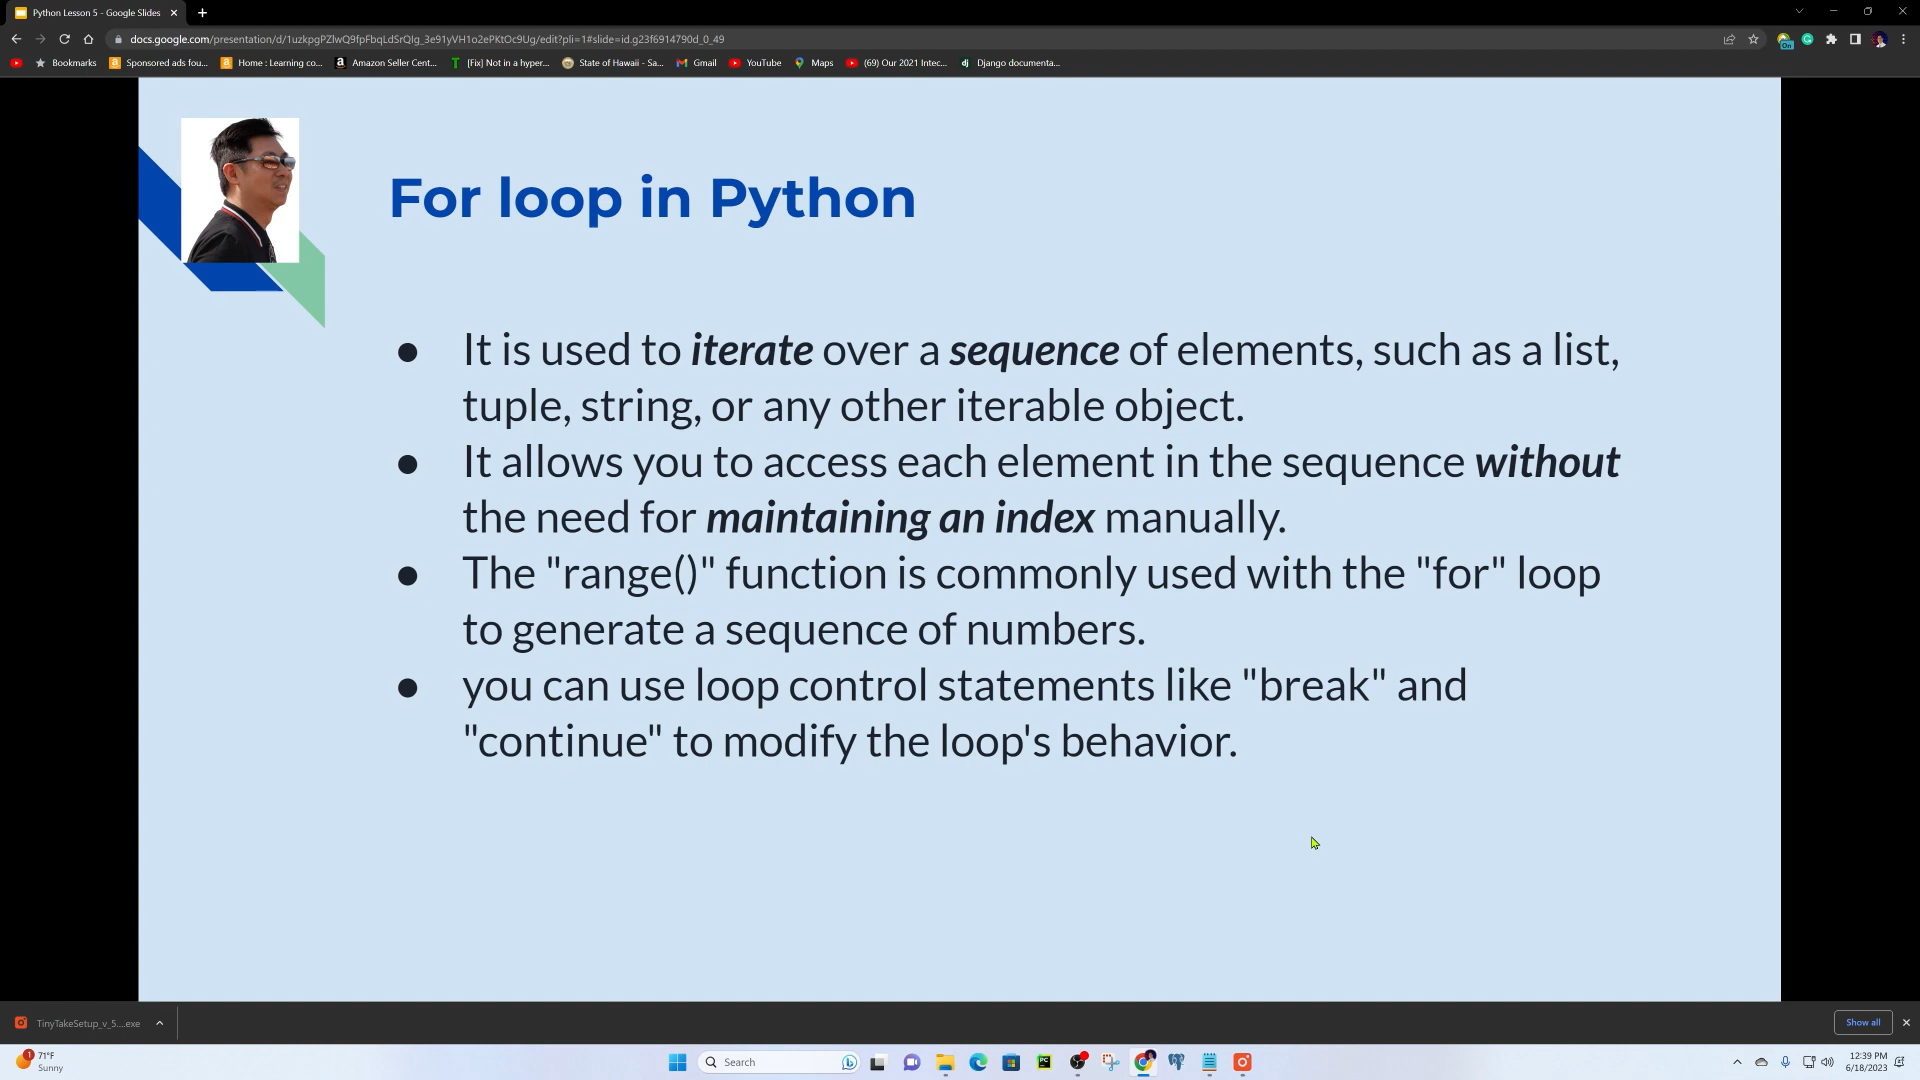 Python Lesson 5 - Google Slides
docs.google.com/presentation/d/1uzkpgPZlwQ9fpFbqLdSrQIg_3e91yVH1o2ePKtOc9Ug/edit?pli=1#slide=id.g23f6914790d_0_49
On
Bookmarks
Sponsored ads fou...
Home : Learning co...
Amazon Seller Cent...
[Fix] Not in a hyper...
State of Hawaii - Sa...
Gmail
YouTube
Maps
(69) Our 2021 Intec...
Django documenta...
For loop in Python
● It is used to iterate over a sequence of elements, such as a list,
tuple, string, or any other iterable object.
● It allows you to access each element in the sequence without
the need for maintaining an index manually.
● The "range()" function is commonly used with the "for" loop
to generate a sequence of numbers.
● you can use loop control statements like "break" and
"continue" to modify the loop's behavior.
TinyTakeSetup_v_5....exe
Show all
1
71°F
Sunny
Search
12:39 PM
6/18/2023